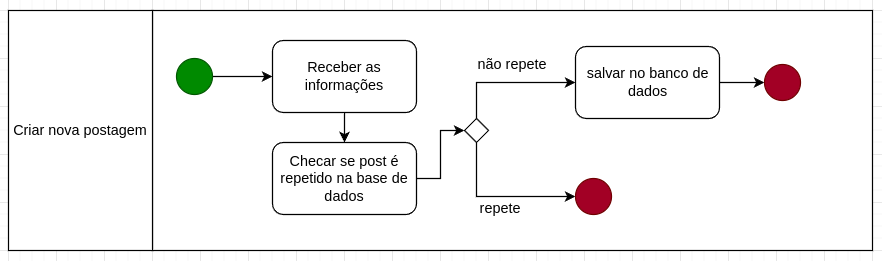 Criar nova postagem
Receber as
informações
Checar se post é
repetido na base de
dados
não repete
repete
salvar no banco de
dados